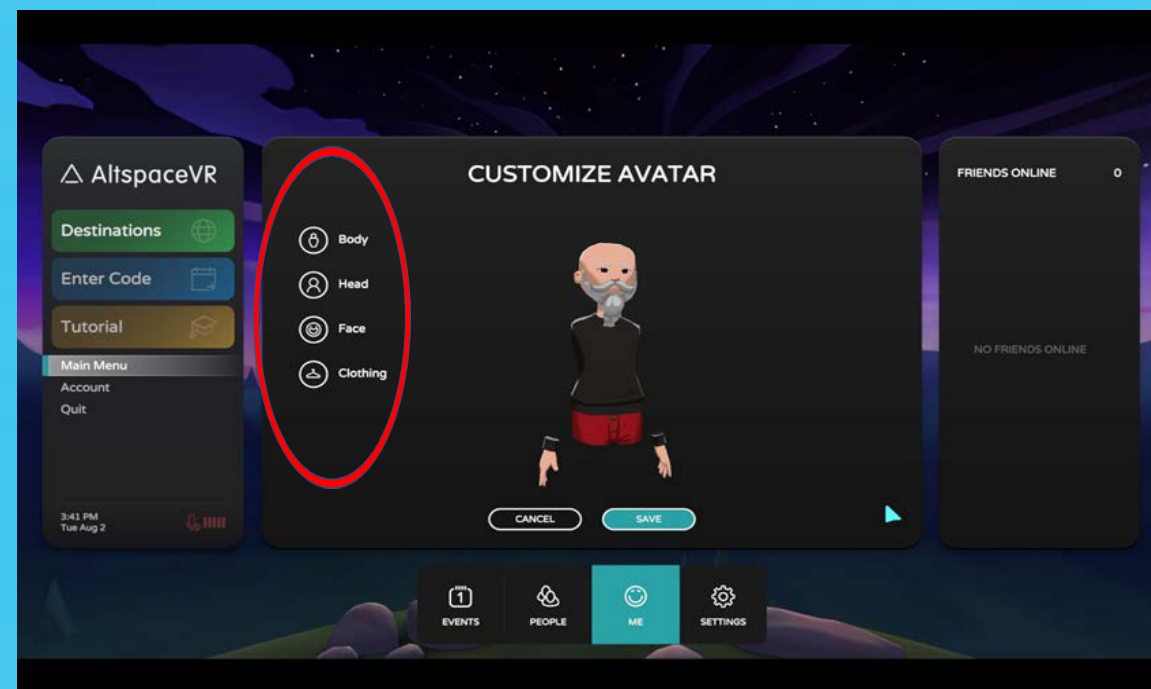 AltspaceVR
Destinations
Enter Code
Tutorial
Main Menu
Account
Quit
3:41 PM
Tue Aug 2
CUSTOMIZE AVATAR
Body
Head
Face
Clothing
CANCEL
SAVE
FRIENDS ONLINE 0
NO FRIENDS ONLINE
1
EVENTS
PEOPLE
ME
SETTINGS